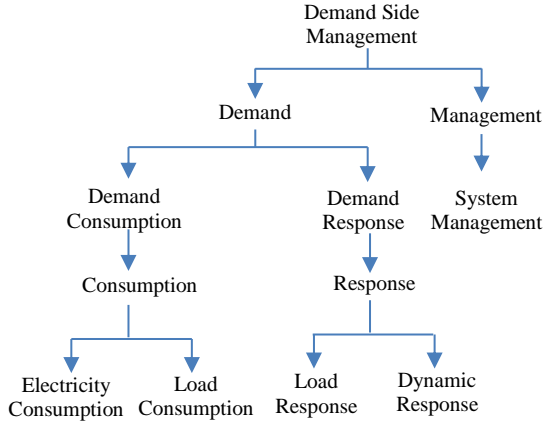 Demand Side
Management
Demand
Management
Demand
Consumption
Demand
Response
System
Management
Consumption
Response
Electricity
Consumption
Load
Consumption
Load
Response
Dynamic
Response